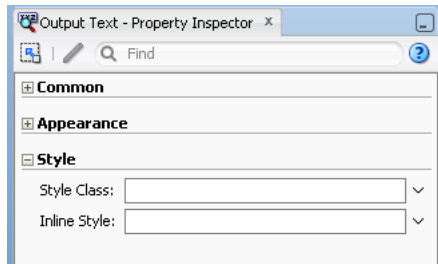 Output Text - Property Inspector x
Find
Common
Appearance
Style
Style Class:
Inline Style: